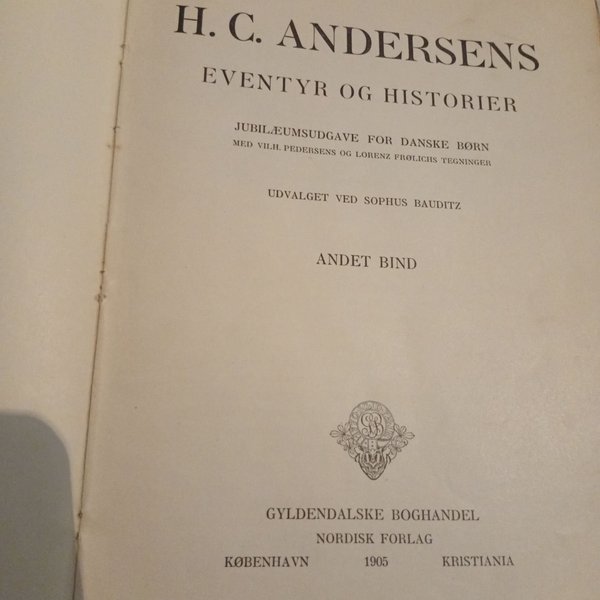 H. C. ANDERSENS
EVENTYR OG HISTORIER
JUBILÆUMSUDGAVE FOR DANSKE BØRN
MED VILH. PEDERSENS OG LORENZ FRØLICHS TEGNINGER
UDVALGET VED SOPHUS BAUDITZ
ANDET BIND
GYLDENDALSKE BOGHANDEL
NORDISK FORLAG
KØBENHAVN 1905 KRISTIANIA